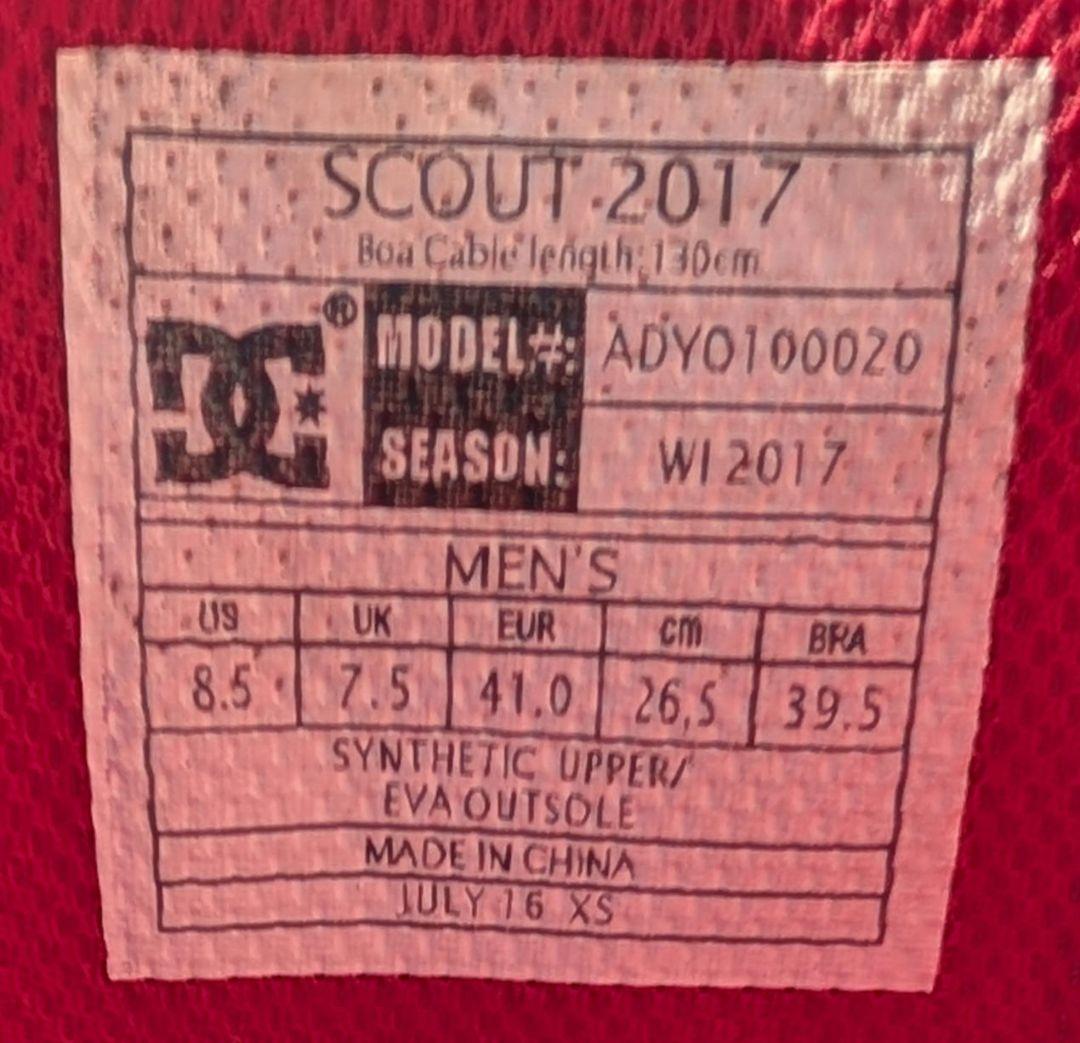 SCOUT 2017
Boa Cable length: 130cm
DC ®
MODEL#: ADYO100020
SEASON: WI 2017
MEN'S
US UK EUR cm BRA
8.5 7.5 41.0 26.5 39.5
SYNTHETIC UPPER/
EVA OUTSOLE
MADE IN CHINA
JULY 16 XS